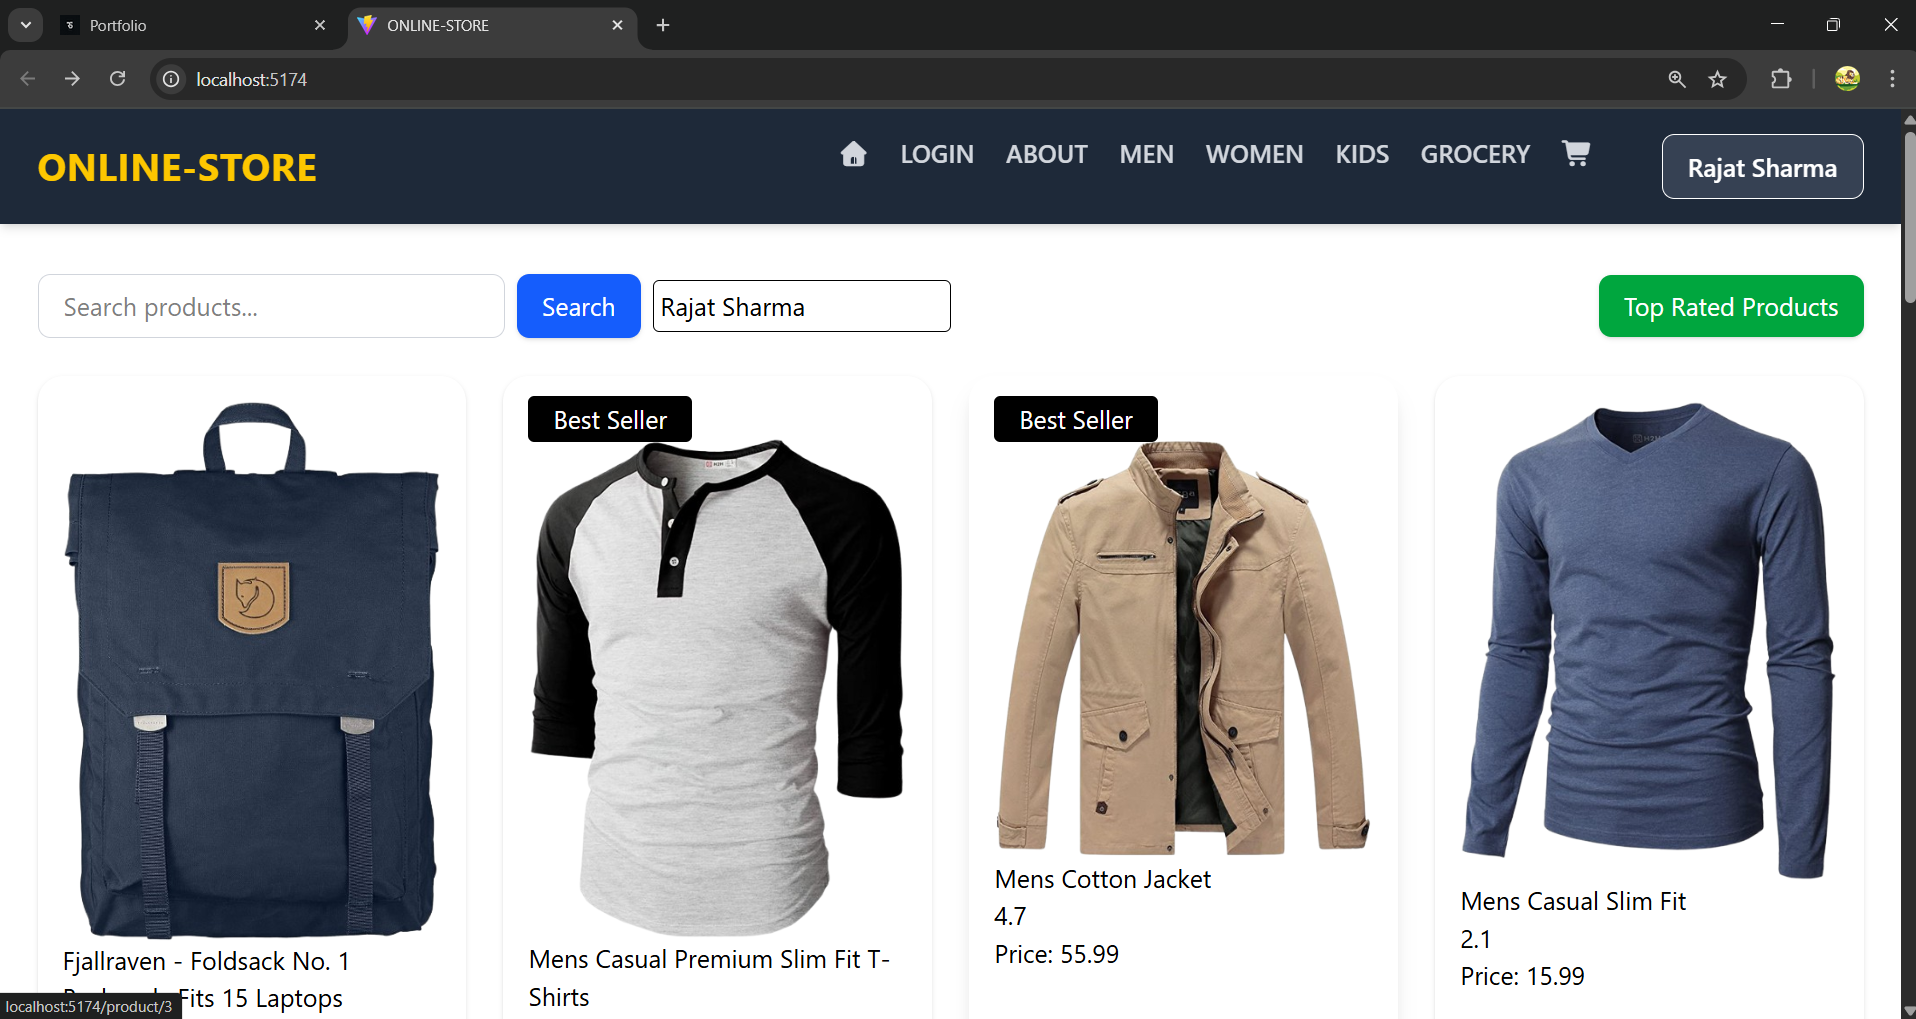 Portfolio
ONLINE-STORE
localhost:5174
ONLINE-STORE
LOGIN ABOUT MEN WOMEN KIDS GROCERY
Rajat Sharma
Search products...
Search
Rajat Sharma
Top Rated Products
Best Seller
Best Seller
Fjallraven - Foldsack No. 1
Fits 15 Laptops
Mens Casual Premium Slim Fit T-
Shirts
Mens Cotton Jacket
4.7
Price: 55.99
Mens Casual Slim Fit
2.1
Price: 15.99
localhost:5174/product/3